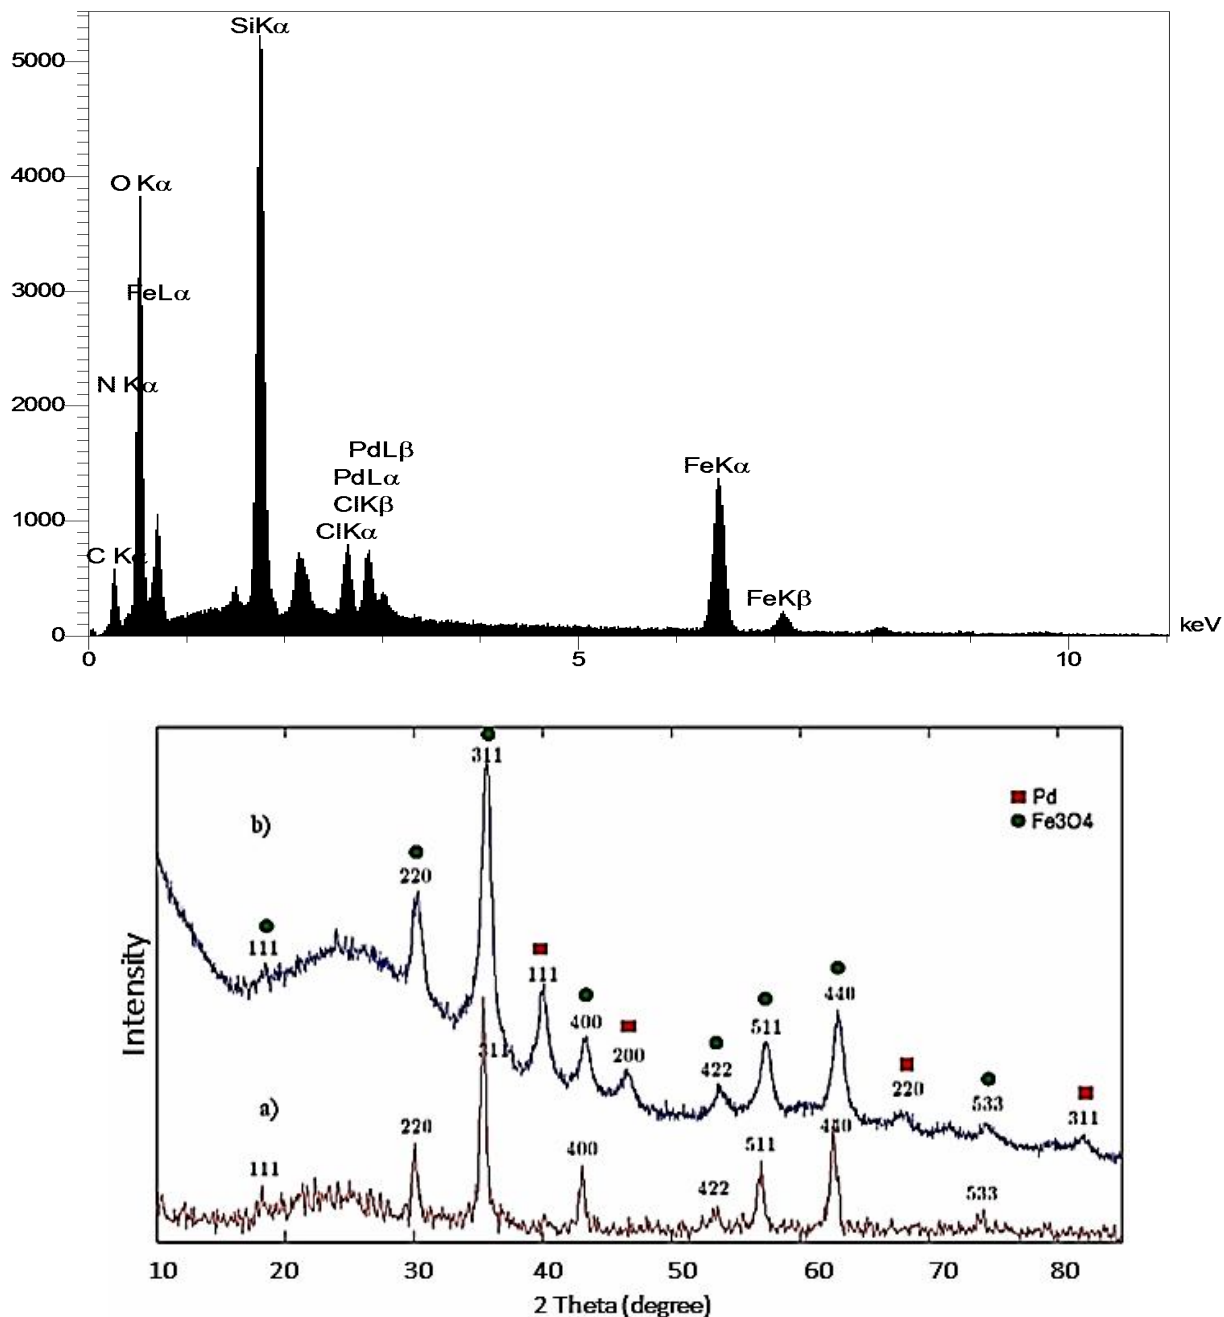 SiKα
5000
4000
O Kα
3000
FeLα
N Kα
2000
PdLβ
PdLα
FeKα
ClKβ
1000
ClKα
C Kα
FeKβ
0
keV
0
5
10
311
Pd
b)
Fe3O4
220
111
111
440
400
511
200
422
220
533
311
Intensity
311
a)
220
440
511
400
111
422
533
10 20 30 40 50 60 70 80
2 Theta (degree)